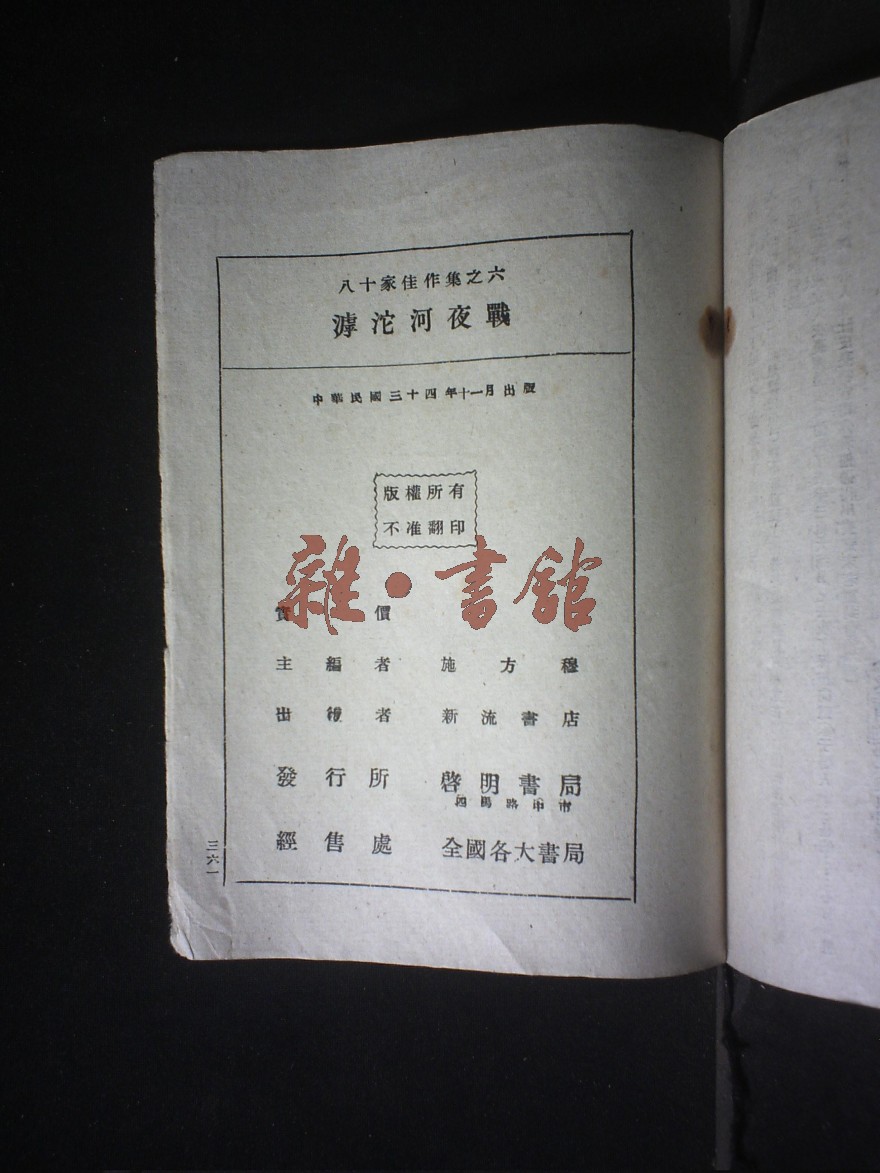 八十家佳作集之六
滹沱河夜戰
中華民國三十四年十一月出版
版權所有
不准翻印
雜·書館
實價
主編者 施方穆
出版者 新流書店
發行所 啓明書局
路中市
經售處 全國各大書局
三六一